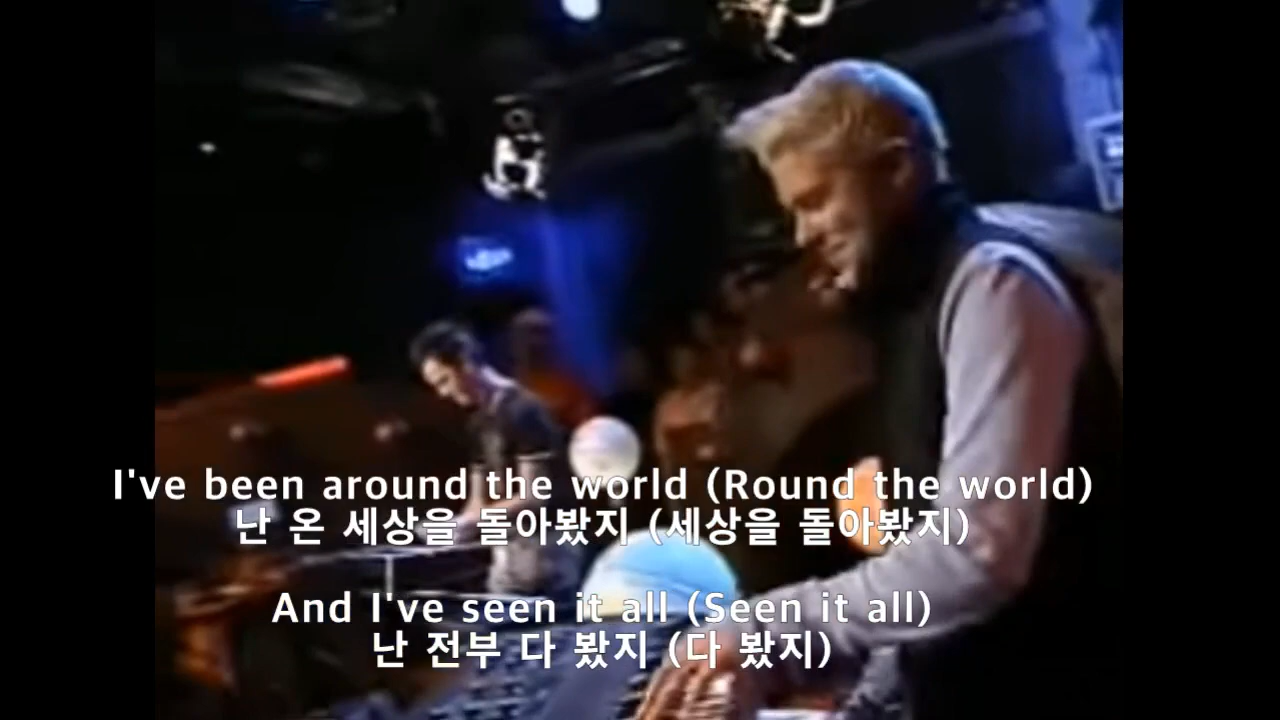 I've been around the world (Round the world)
난 온 세상을 돌아봤지 (세상을 돌아봤지)
And I've seen it all (Seen it all)
난 전부 다 봤지 (다 봤지)